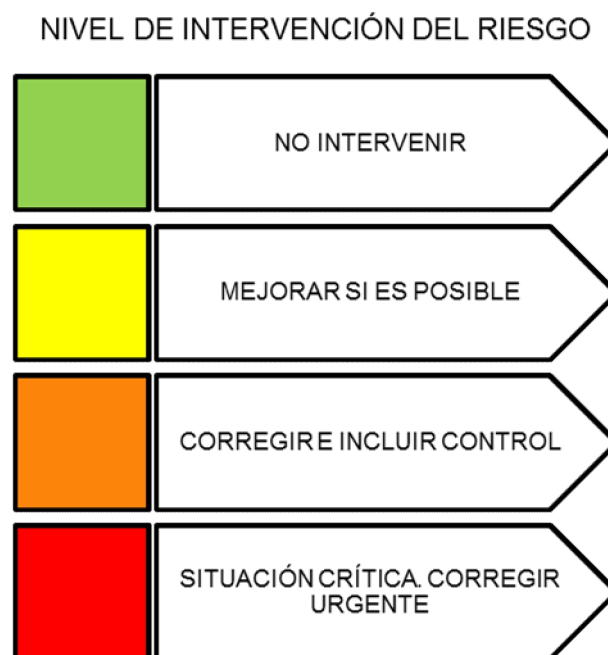 NIVEL DE INTERVENCIÓN DEL RIESGO
NO INTERVENIR
MEJORAR SI ES POSIBLE
CORREGIR E INCLUIR CONTROL
SITUACIÓN CRÍTICA. CORREGIR
URGENTE